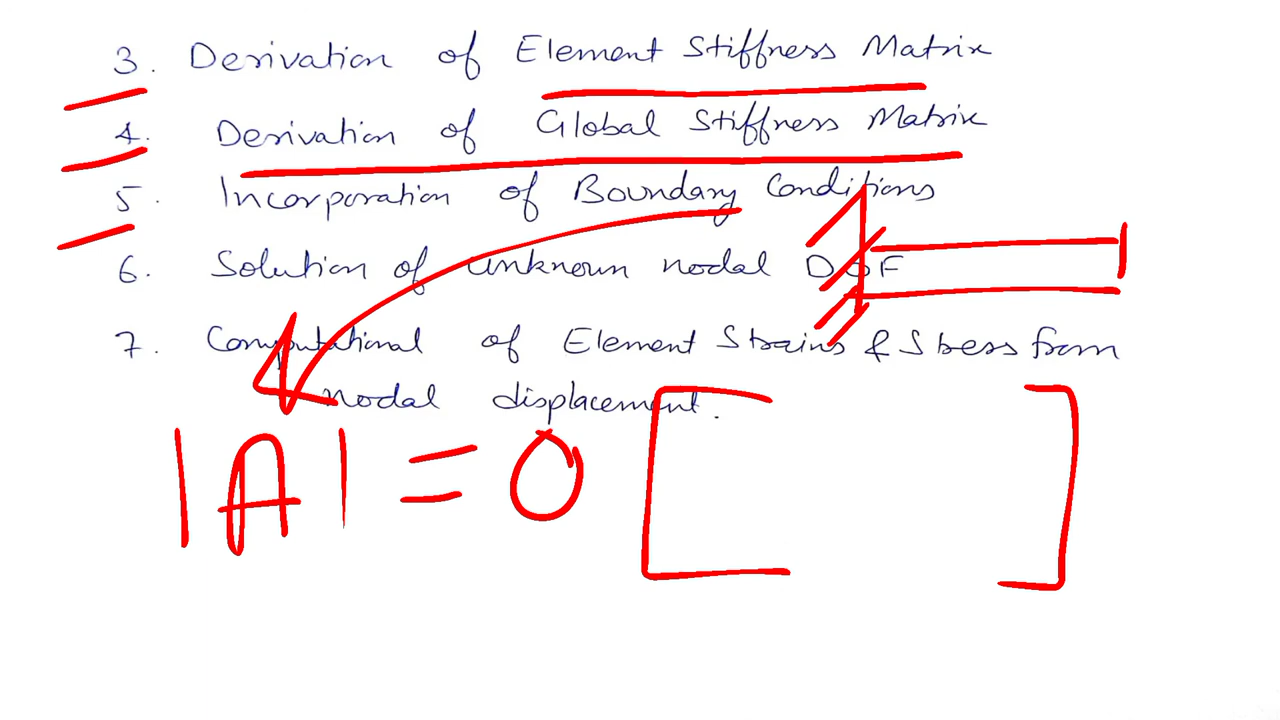 3. Derivation of Element Stiffness Matrix
4. Derivation of Global Stiffness Matrix
5. Incorporation of Boundary Conditions
6. Solution of unknown nodal DOF
7. Computational of Element Strains & Stress from
nodal displacement.
|A| = 0 [ ]